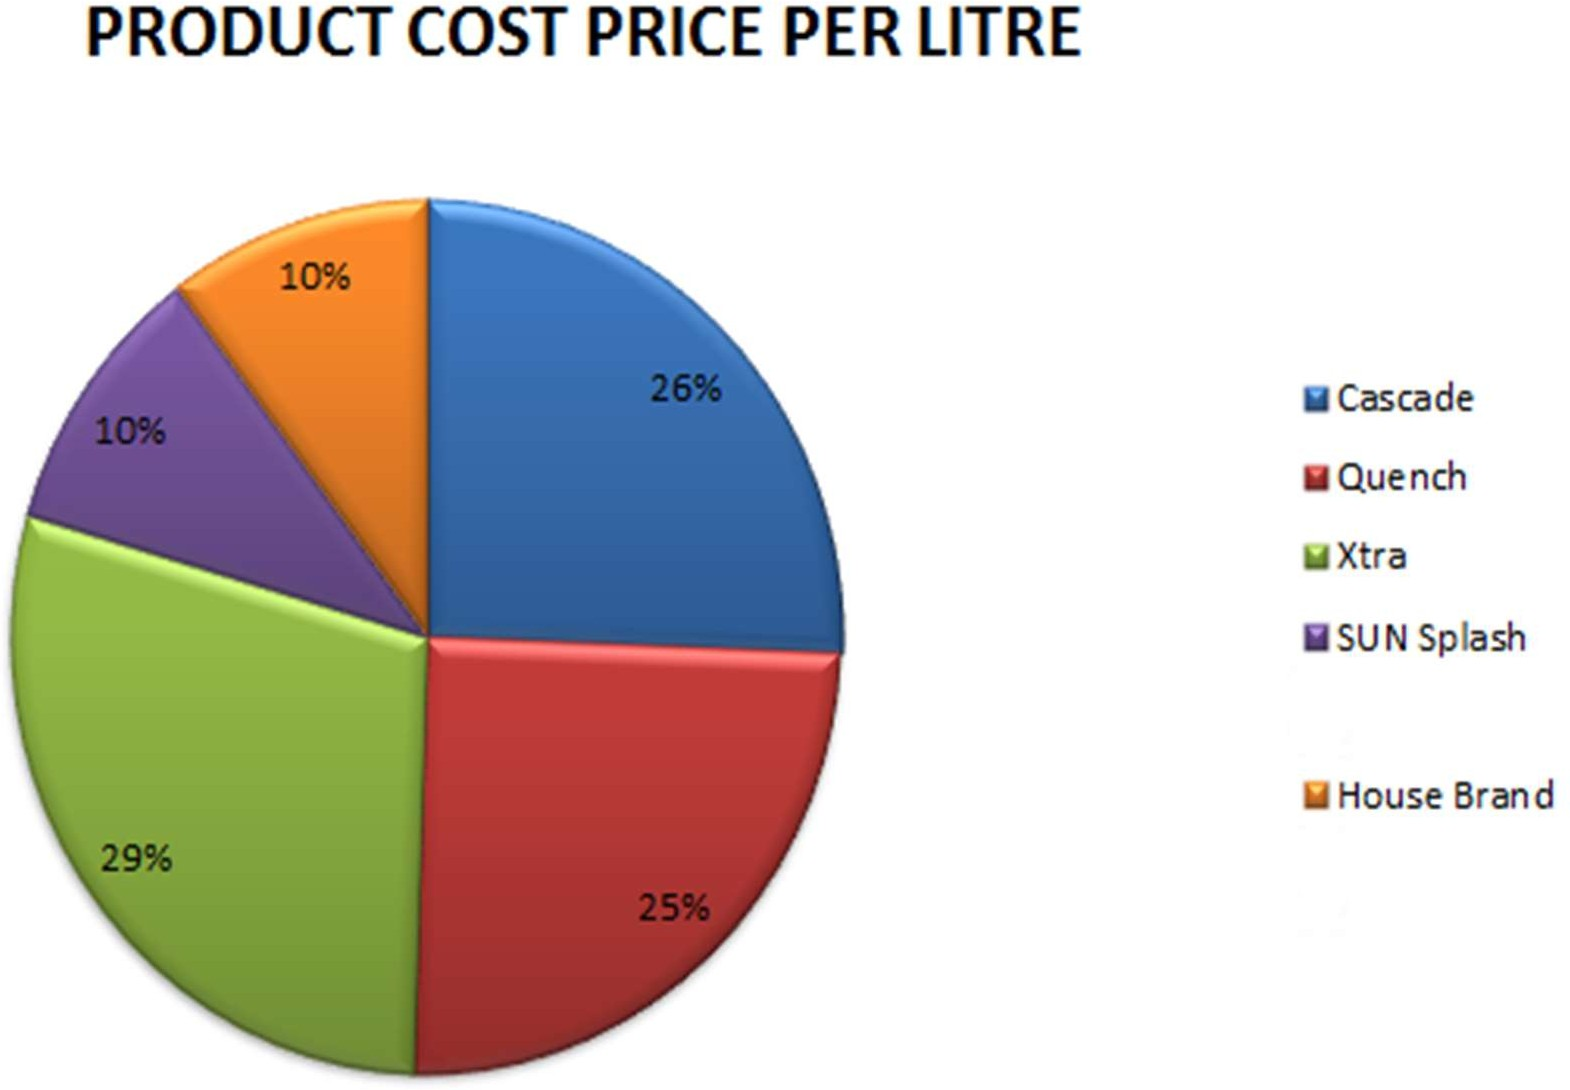 PRODUCT COST PRICE PER LITRE
10%
26%
10%
29%
25%
Cascade
Quench
Xtra
SUN Splash
House Brand